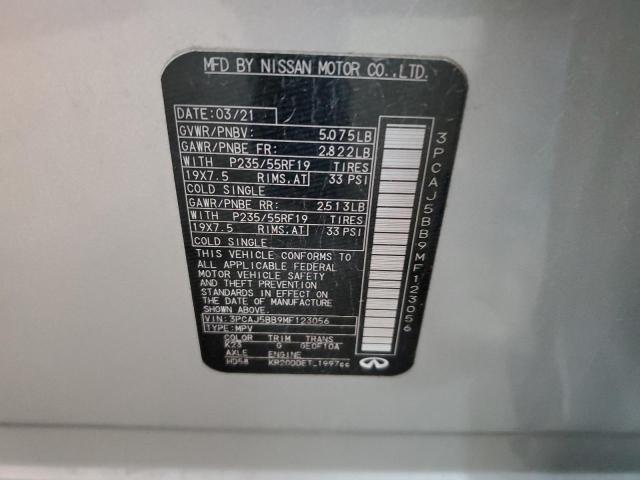 MFD BY NISSAN MOTOR CO.,LTD.
DATE: 03/21
GVWR/PNBV: 5,075LB
GAWR/PNBE FR: 2,822LB
WITH P235/55RF19 TIRES
19X7.5 RIMS,AT 33 PSI
COLD SINGLE
GAWR/PNBE RR: 2,513LB
WITH P235/55RF19 TIRES
19X7.5 RIMS,AT 33 PSI
COLD SINGLE
THIS VEHICLE CONFORMS TO
ALL APPLICABLE FEDERAL
MOTOR VEHICLE SAFETY
AND THEFT PREVENTION
STANDARDS IN EFFECT ON
THE DATE OF MANUFACTURE
SHOWN ABOVE.
VIN: 3PCAJ5BB9MF123056
TYPE: MPV
COLOR TRIM TRANS
K23 G GE0F10A
AXLE ENGINE
HD58 KR20DDET_1997cc
3PCAJ5BB9MF123056